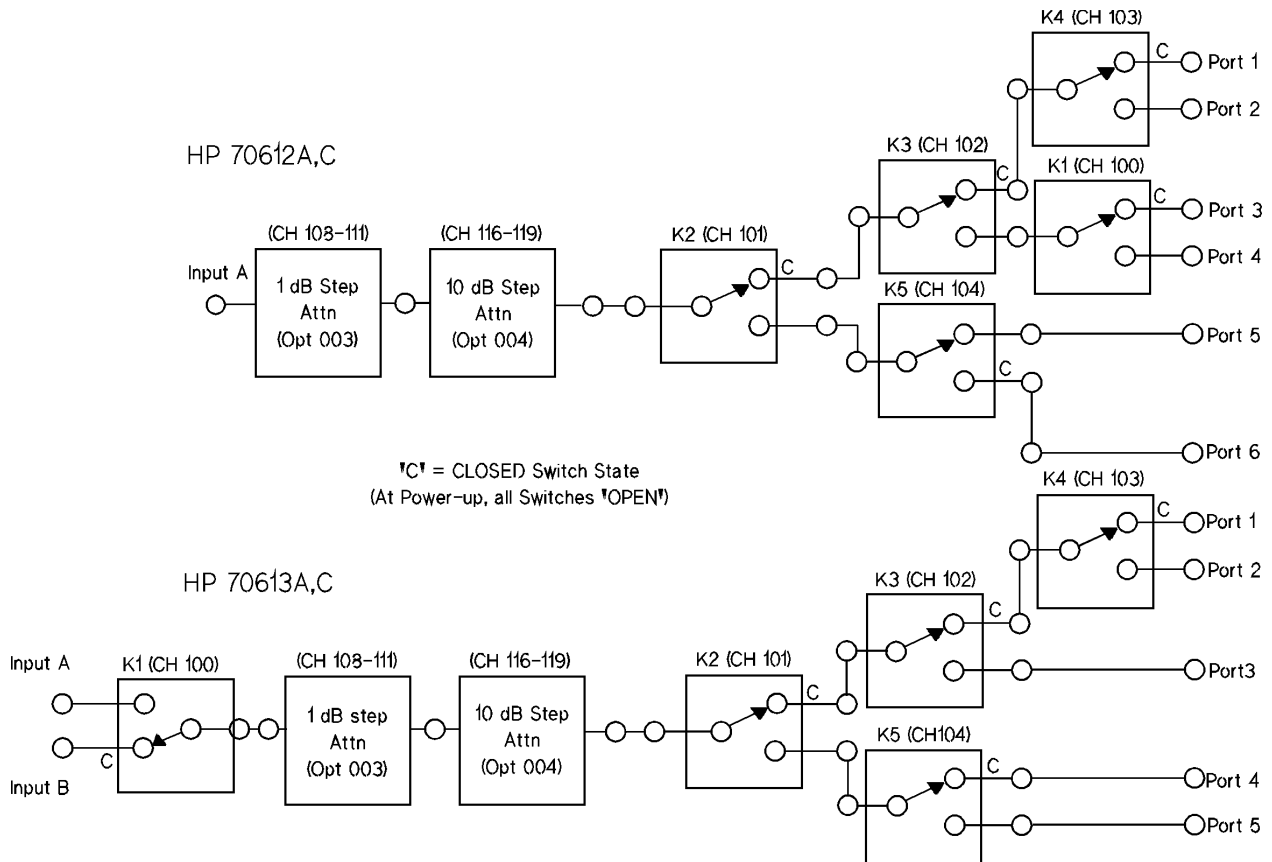 K4 (CH 103)
C
Port 1
Port 2
HP 70612A,C
K3 (CH 102)
C
K1 (CH 100)
C
Port 3
Port 4
(CH 108-111)
(CH 116-119)
K2 (CH 101)
C
Input A
1 dB Step
Attn
(Opt 003)
10 dB Step
Attn
(Opt 004)
K5 (CH 104)
Port 5
C
Port 6
"C" = CLOSED Switch State
(At Power-up, all Switches "OPEN")
K4 (CH 103)
C
Port 1
Port 2
HP 70613A,C
K3 (CH 102)
C
Input A
K1 (CH 100)
(CH 108-111)
(CH 116-119)
K2 (CH 101)
C
Port3
1 dB step
Attn
(Opt 003)
10 dB Step
Attn
(Opt 004)
C
Input B
K5 (CH104)
C
Port 4
Port 5